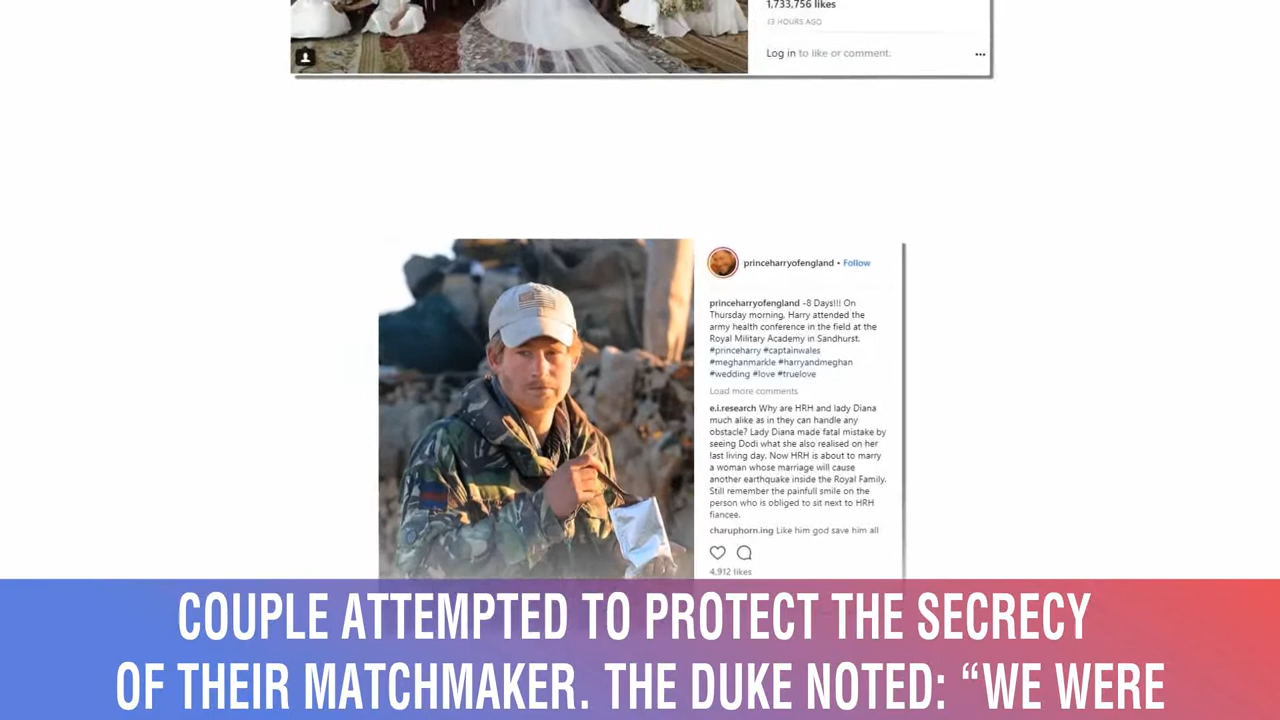 1,733,756 likes
13 HOURS AGO
Log in to like or comment.
princeharryofengland • Follow
princeharryofengland -8 Days!!! On
Thursday morning, Harry attended the
army health conference in the field at the
Royal Military Academy in Sandhurst.
#princeharry #captainwales
#meghanmarkle #harryandmeghan
#wedding #love #truelove
Load more comments
e.i.research Why are HRH and lady Diana
much alike as in they can handle any
obstacle? Lady Diana made fatal mistake by
seeing Dodi what she also realised on her
last living day. Now HRH is about to marry
a woman whose marriage will cause
another earthquake inside the Royal Family.
Still remember the painfull smile on the
person who is obliged to sit next to HRH
fiancee.
charuphorn.ing Like him god save him all
4,912 likes
COUPLE ATTEMPTED TO PROTECT THE SECRECY
OF THEIR MATCHMAKER. THE DUKE NOTED: “WE WERE